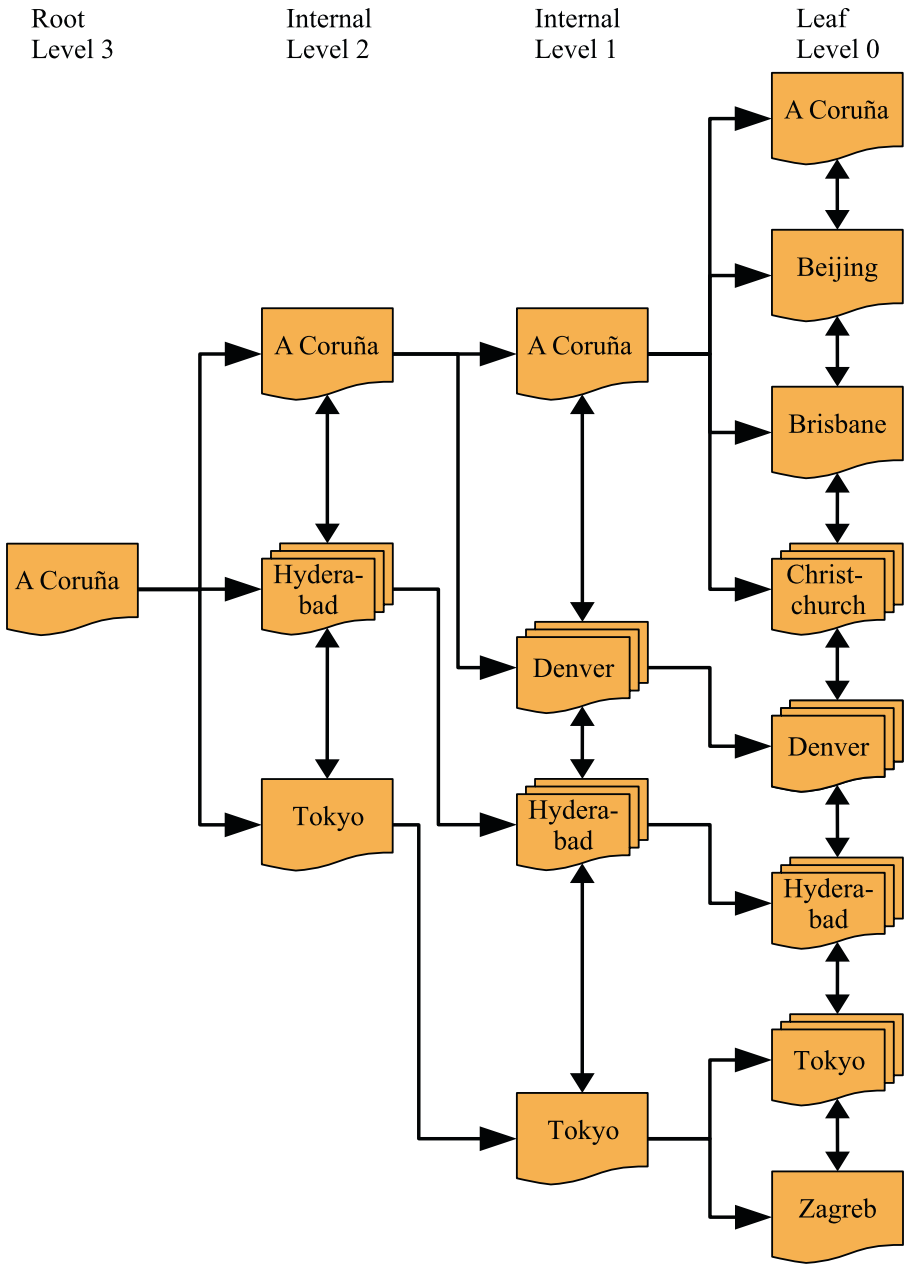 Root
Level 3
Internal
Level 2
Internal
Level 1
Leaf
Level 0
A Coruña
A Coruña
Hydera-
bad
Tokyo
A Coruña
Denver
Hydera-
bad
Tokyo
A Coruña
Beijing
Brisbane
Christ-
church
Denver
Hydera-
bad
Tokyo
Zagreb